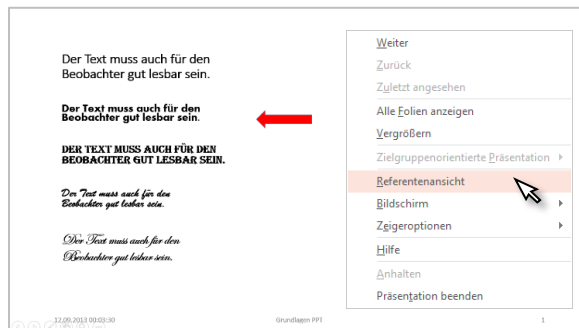 Der Text muss auch für den
Beobachter gut lesbar sein.
Der Text muss auch für den
Beobachter gut lesbar sein.
DER TEXT MUSS AUCH FÜR DEN
BEOBACHTER GUT LESBAR SEIN.
Der Text muss auch für den
Beobachter gut lesbar sein.
Der Text muss auch für den
Beobachter gut lesbar sein.
12.09.2013 00:03:30
Grundlagen PPT
1
Weiter
Zurück
Zuletzt angesehen
Alle Folien anzeigen
Vergrößern
Zielgruppenorientierte Präsentation
Referentenansicht
Bildschirm
Zeigeroptionen
Hilfe
Anhalten
Präsentation beenden